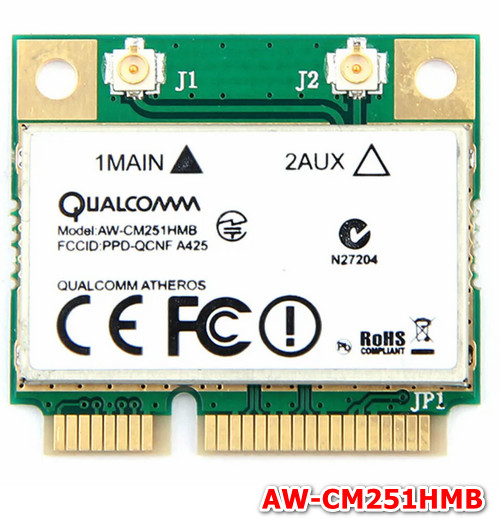 J1 J2
1MAIN 2AUX
QUALCOMM
Model:AW-CM251HMB
FCCID:PPD-QCNF A425
N27204
QUALCOMM ATHEROS
CE FC
RoHS
COMPLIANT
JP1
AW-CM251HMB